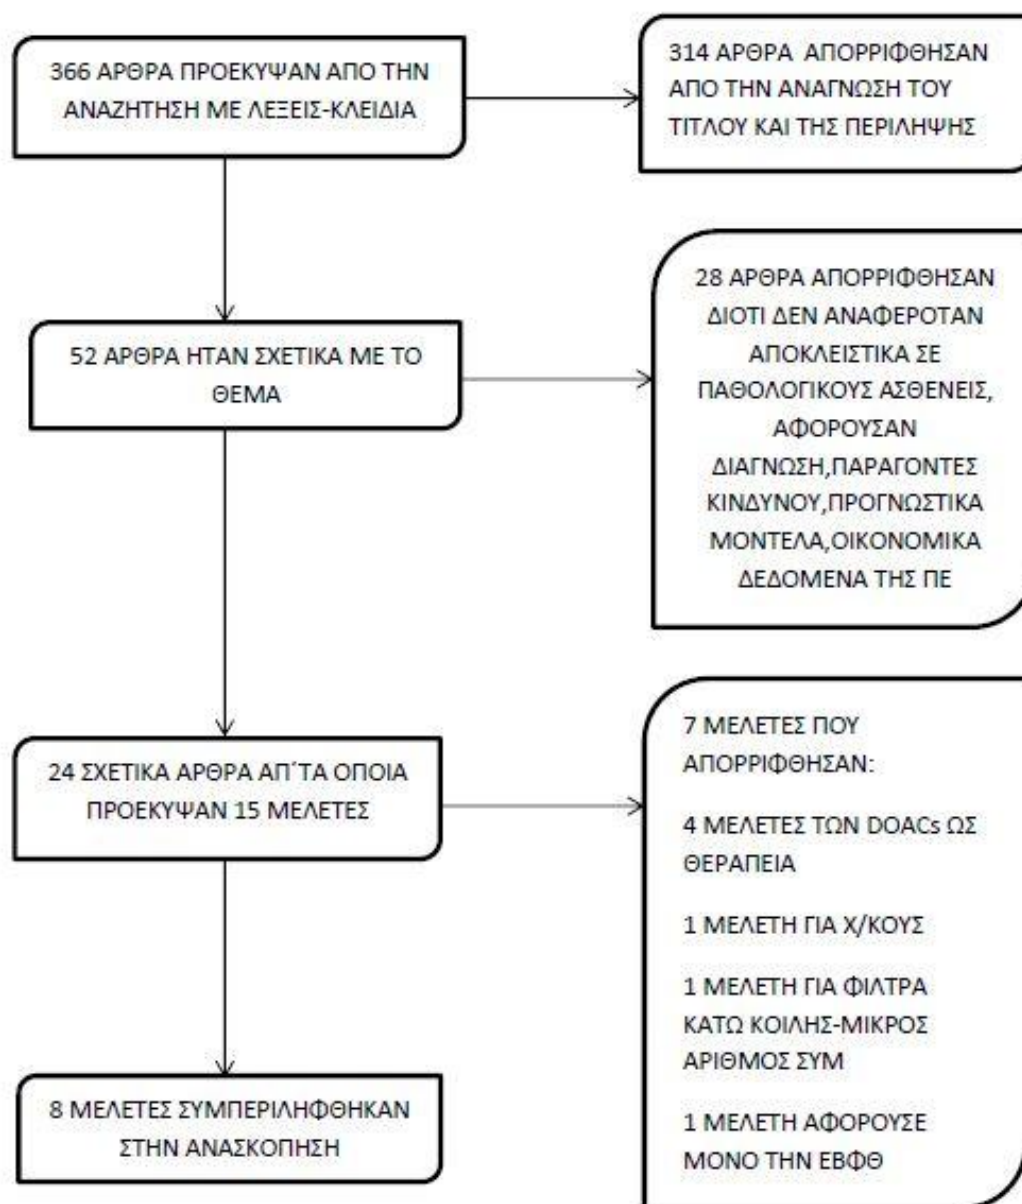 366 ΑΡΘΡΑ ΠΡΟΕΚΥΨΑΝ ΑΠΟ ΤΗΝ
ΑΝΑΖΗΤΗΣΗ ΜΕ ΛΕΞΕΙΣ-ΚΛΕΙΔΙΑ
314 ΑΡΘΡΑ ΑΠΟΡΡΙΦΘΗΣΑΝ
ΑΠΟ ΤΗΝ ΑΝΑΓΝΩΣΗ ΤΟΥ
ΤΙΤΛΟΥ ΚΑΙ ΤΗΣ ΠΕΡΙΛΗΨΗΣ
52 ΑΡΘΡΑ ΗΤΑΝ ΣΧΕΤΙΚΑ ΜΕ ΤΟ
ΘΕΜΑ
28 ΑΡΘΡΑ ΑΠΟΡΡΙΦΘΗΣΑΝ
ΔΙΟΤΙ ΔΕΝ ΑΝΑΦΕΡΟΤΑΝ
ΑΠΟΚΛΕΙΣΤΙΚΑ ΣΕ
ΠΑΘΟΛΟΓΙΚΟΥΣ ΑΣΘΕΝΕΙΣ,
ΑΦΟΡΟΥΣΑΝ
ΔΙΑΓΝΩΣΗ,ΠΑΡΑΓΟΝΤΕΣ
ΚΙΝΔΥΝΟΥ,ΠΡΟΓΝΩΣΤΙΚΑ
ΜΟΝΤΕΛΑ,ΟΙΚΟΝΟΜΙΚΑ
ΔΕΔΟΜΕΝΑ ΤΗΣ ΠΕ
24 ΣΧΕΤΙΚΑ ΑΡΘΡΑ ΑΠ΄ΤΑ ΟΠΟΙΑ
ΠΡΟΕΚΥΨΑΝ 15 ΜΕΛΕΤΕΣ
7 ΜΕΛΕΤΕΣ ΠΟΥ
ΑΠΟΡΡΙΦΘΗΣΑΝ:
4 ΜΕΛΕΤΕΣ ΤΩΝ DOACs ΩΣ
ΘΕΡΑΠΕΙΑ
1 ΜΕΛΕΤΗ ΓΙΑ Χ/ΚΟΥΣ
1 ΜΕΛΕΤΗ ΓΙΑ ΦΙΛΤΡΑ
ΚΑΤΩ ΚΟΙΛΗΣ-ΜΙΚΡΟΣ
ΑΡΙΘΜΟΣ ΣΥΜ
1 ΜΕΛΕΤΗ ΑΦΟΡΟΥΣΕ
ΜΟΝΟ ΤΗΝ ΕΒΦΘ
8 ΜΕΛΕΤΕΣ ΣΥΜΠΕΡΙΛΗΦΘΗΚΑΝ
ΣΤΗΝ ΑΝΑΣΚΟΠΗΣΗ